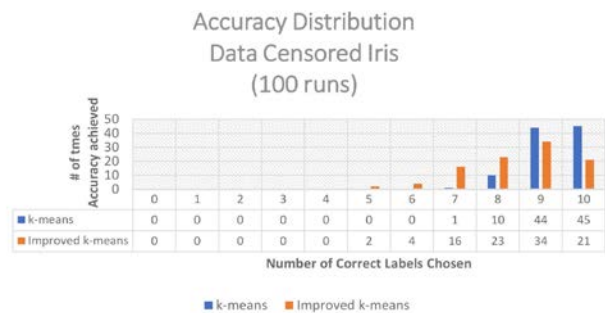 Accuracy Distribution
Data Censored Iris
(100 runs)
# of tmes
Accuracy achieved
50
40
30
20
10
0
0 1 2 3 4 5 6 7 8 9 10
k-means 0 0 0 0 0 0 0 1 10 44 45
Improved k-means 0 0 0 0 0 2 4 16 23 34 21
Number of Correct Labels Chosen
k-means Improved k-means